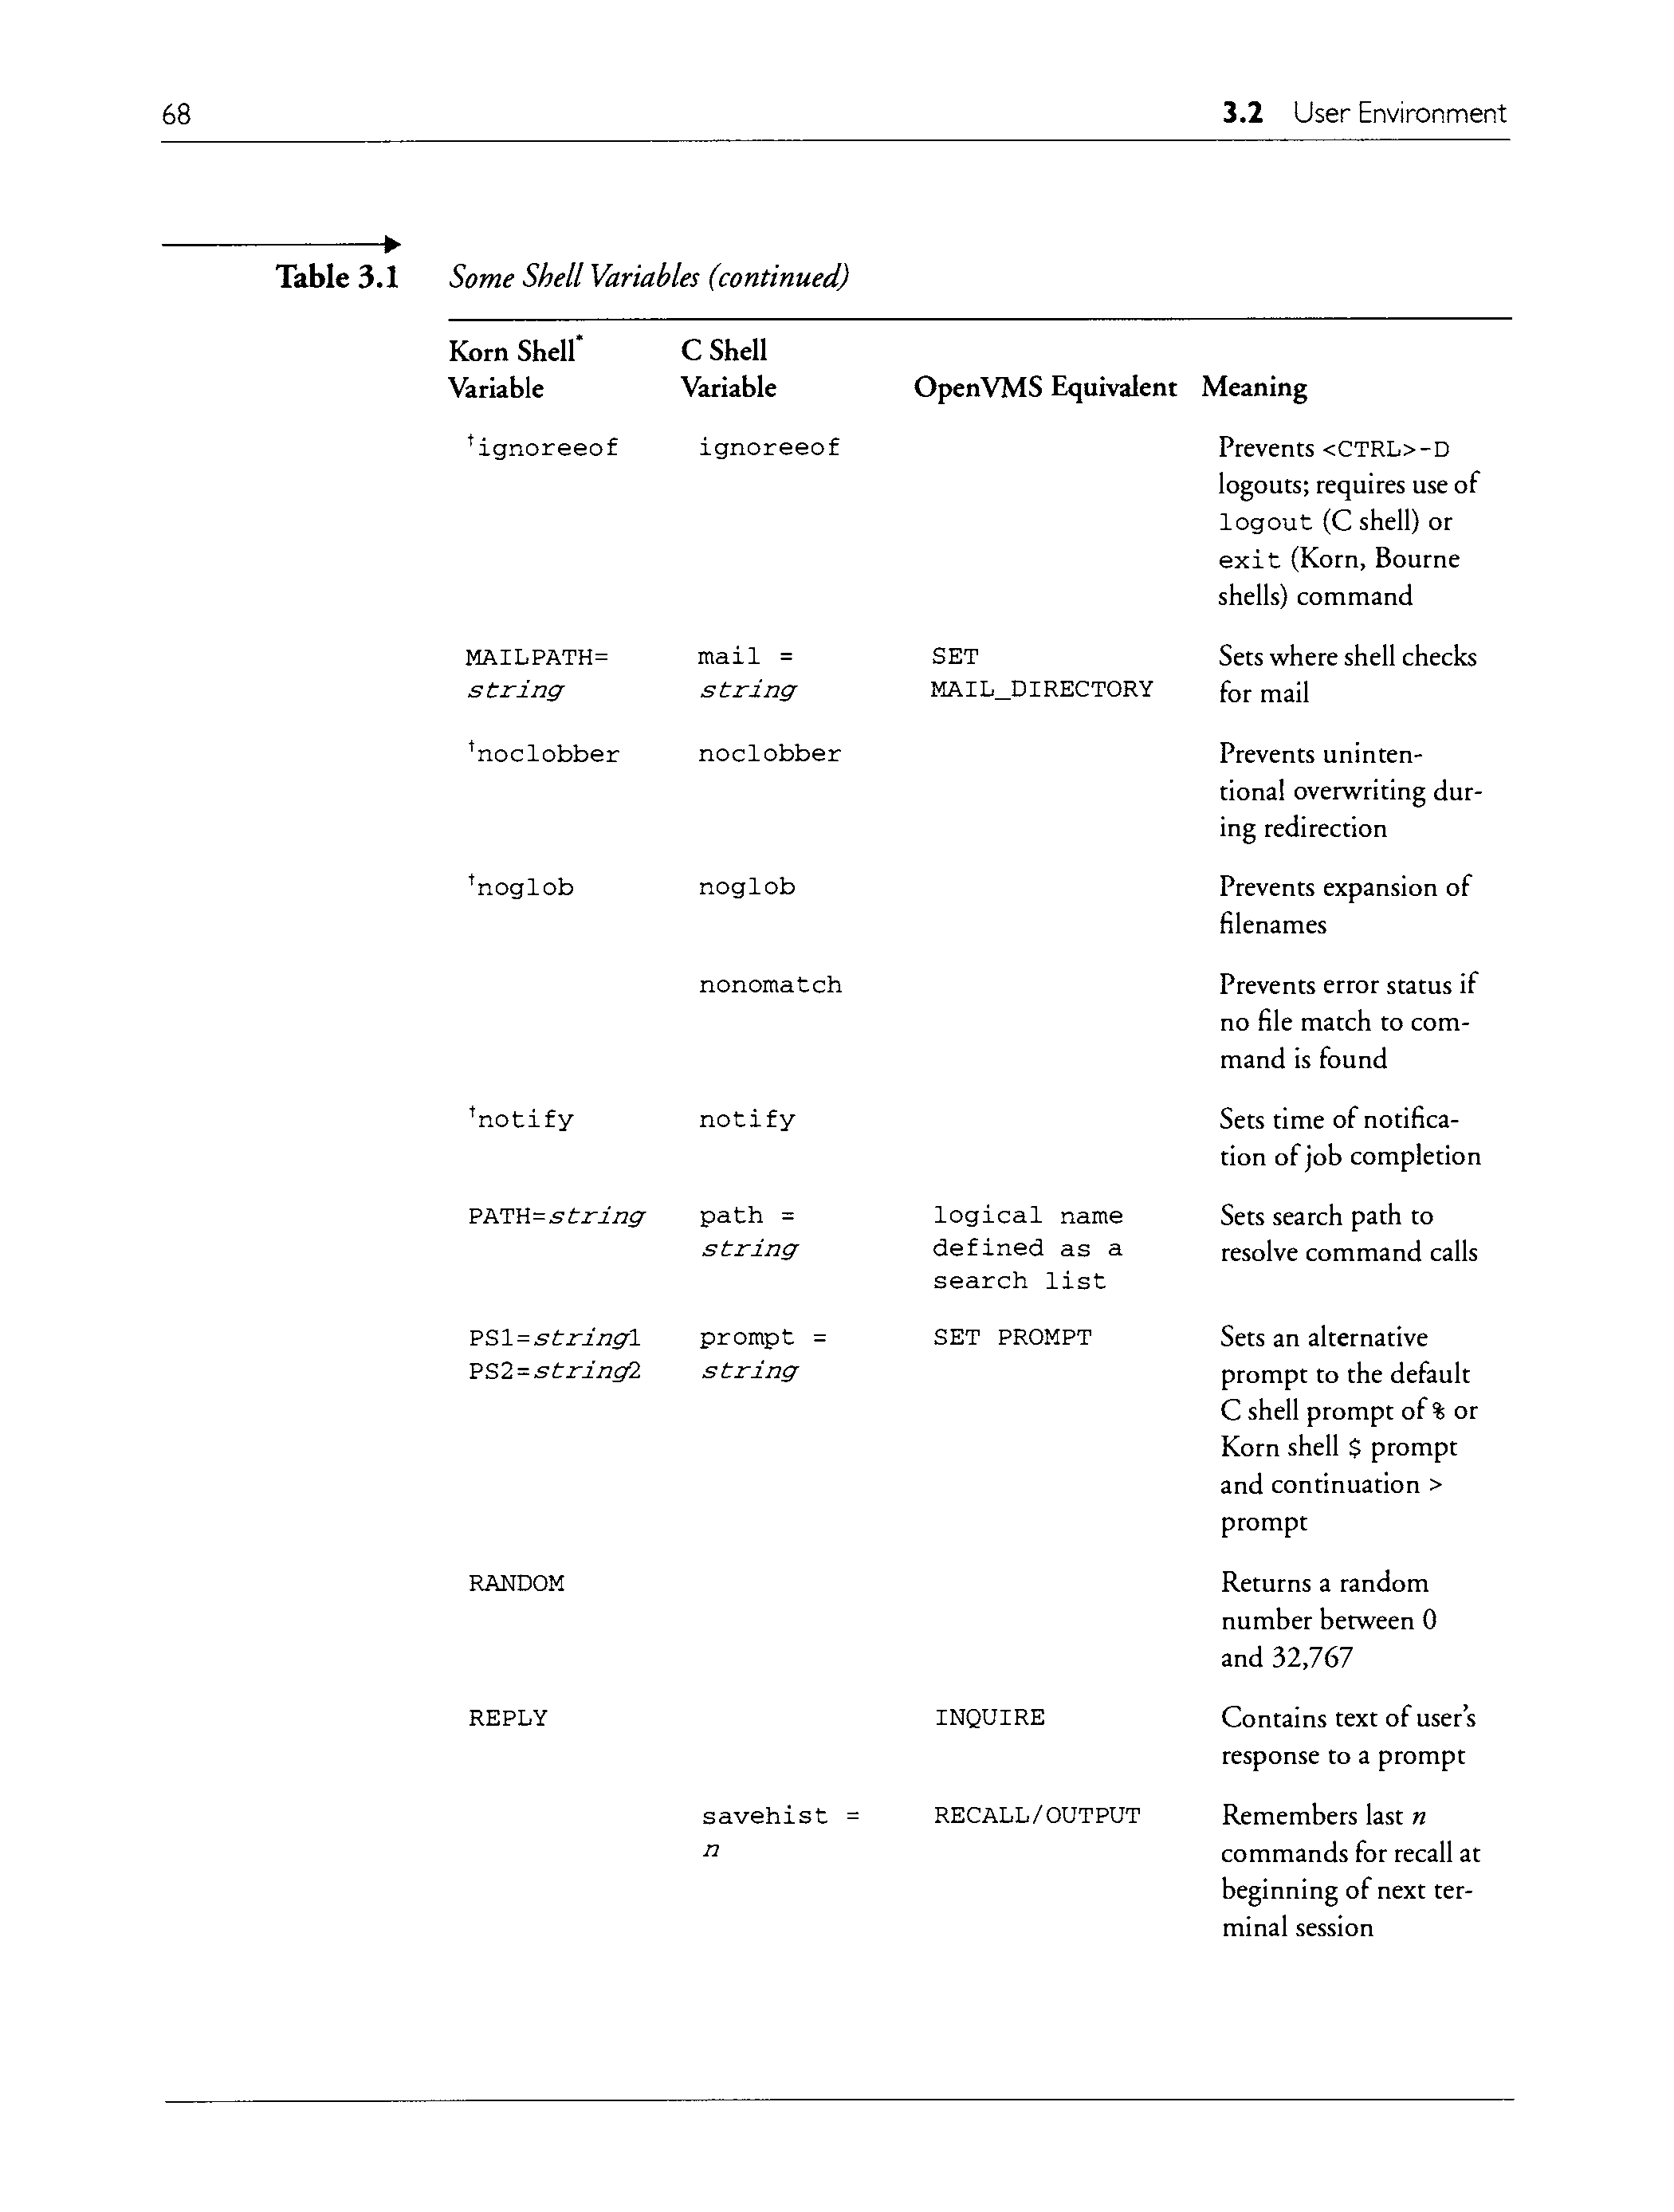 68
3.2 User Environment
Table 3.1 Some Shell Variables (continued)
Korn Shell* C Shell
Variable Variable OpenVMS Equivalent Meaning
†ignoreeof ignoreeof Prevents <CTRL>-D
logouts; requires use of
logout (C shell) or
exit (Korn, Bourne
shells) command
MAILPATH= mail = SET Sets where shell checks
string string MAIL_DIRECTORY for mail
†noclobber noclobber Prevents uninten-
tional overwriting dur-
ing redirection
†noglob noglob Prevents expansion of
filenames
nonomatch Prevents error status if
no file match to com-
mand is found
†notify notify Sets time of notifica-
tion of job completion
PATH=string path = logical name Sets search path to
string defined as a resolve command calls
search list
PS1=string1 prompt = SET PROMPT Sets an alternative
PS2=string2 string prompt to the default
C shell prompt of % or
Korn shell $ prompt
and continuation >
prompt
RANDOM Returns a random
number between 0
and 32,767
REPLY INQUIRE Contains text of user's
response to a prompt
savehist = RECALL/OUTPUT Remembers last n
n commands for recall at
beginning of next ter-
minal session